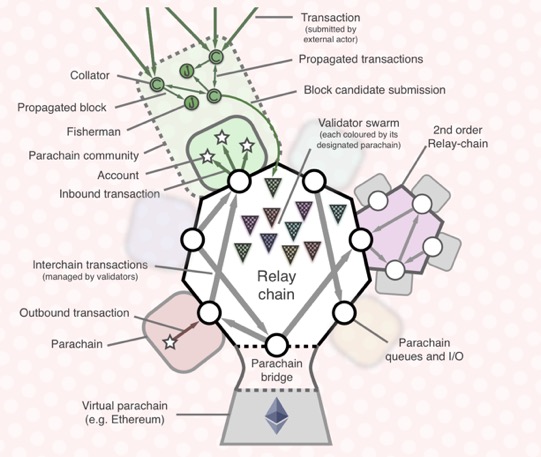 Transaction
(submitted by
external actor)
Propagated transactions
Collator
Block candidate submission
Propagated block
Validator swarm
(each coloured by its
designated parachain)
2nd order
Relay-chain
Fisherman
Parachain community
Account
Inbound transaction
Interchain transactions
(managed by validators)
Relay
chain
Outbound transaction
Parachain
Parachain
queues and I/O
Parachain
bridge
Virtual parachain
(e.g. Ethereum)
C
C
C